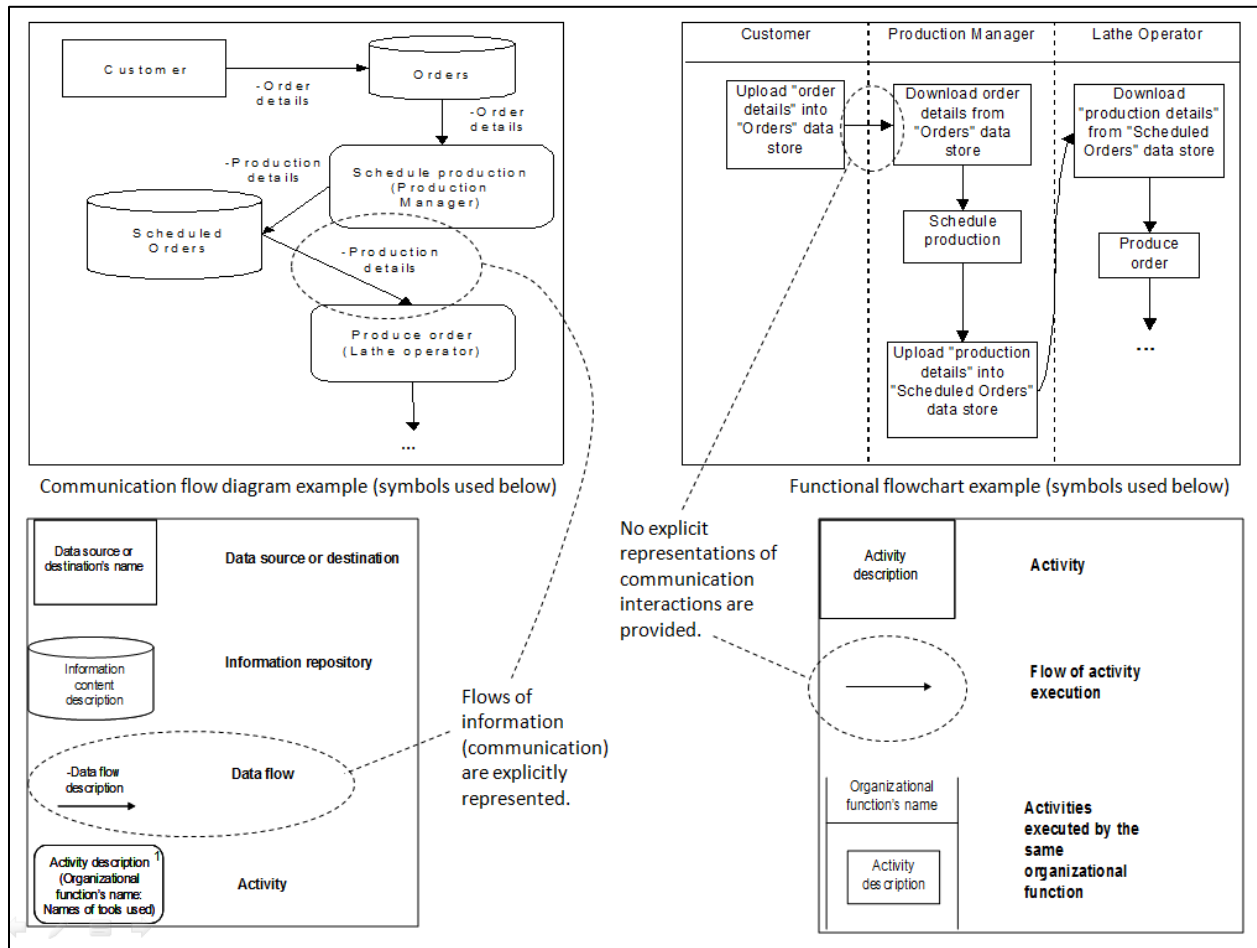 Customer
-Order
details
Orders
-Order
details
-Production
details
Schedule production
(Production
Manager)
Scheduled
Orders
-Production
details
Produce order
(Lathe operator)
...
Communication flow diagram example (symbols used below)
Customer
Production Manager
Lathe Operator
Upload "order
details" into
"Orders" data
store
Download order
details from
"Orders" data
store
Download
"production details"
from "Scheduled
Orders" data store
Schedule
production
Produce
order
Upload "production
details" into
"Scheduled Orders"
data store
...
Functional flowchart example (symbols used below)
Data source or
destination's name
Data source or destination
Information
content
description
Information repository
-Data flow
description
Data flow
Activity description
1
(Organizational
function's name:
Names of tools used)
Activity
Flows of
information
(communication)
are explicitly
represented.
No explicit
representations of
communication
interactions are
provided.
Activity
description
Activity
Flow of activity
execution
Organizational
function's name
Activity
description
Activities
executed by the
same
organizational
function